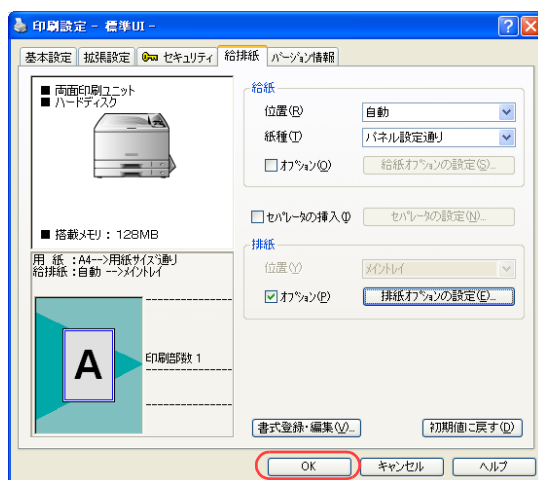 印刷設定 - 標準UI -
基本設定 拡張設定 セキュリティ 給排紙 バージョン情報
■ 両面印刷ユニット
■ ハードディスク
■ 搭載メモリ : 128MB
用 紙 :A4-->用紙サイズ通り
給排紙 :自動 -->メイントレイ
A
印刷部数 1
給紙
位置(R) 自動
紙種(T) パネル設定通り
オプション(O) 給紙オプションの設定(S)...
セパレータの挿入(I) セパレータの設定(N)...
排紙
位置(Y) メイントレイ
オプション(P) 排紙オプションの設定(E)...
書式登録・編集(V)... 初期値に戻す(D)
OK キャンセル ヘルプ